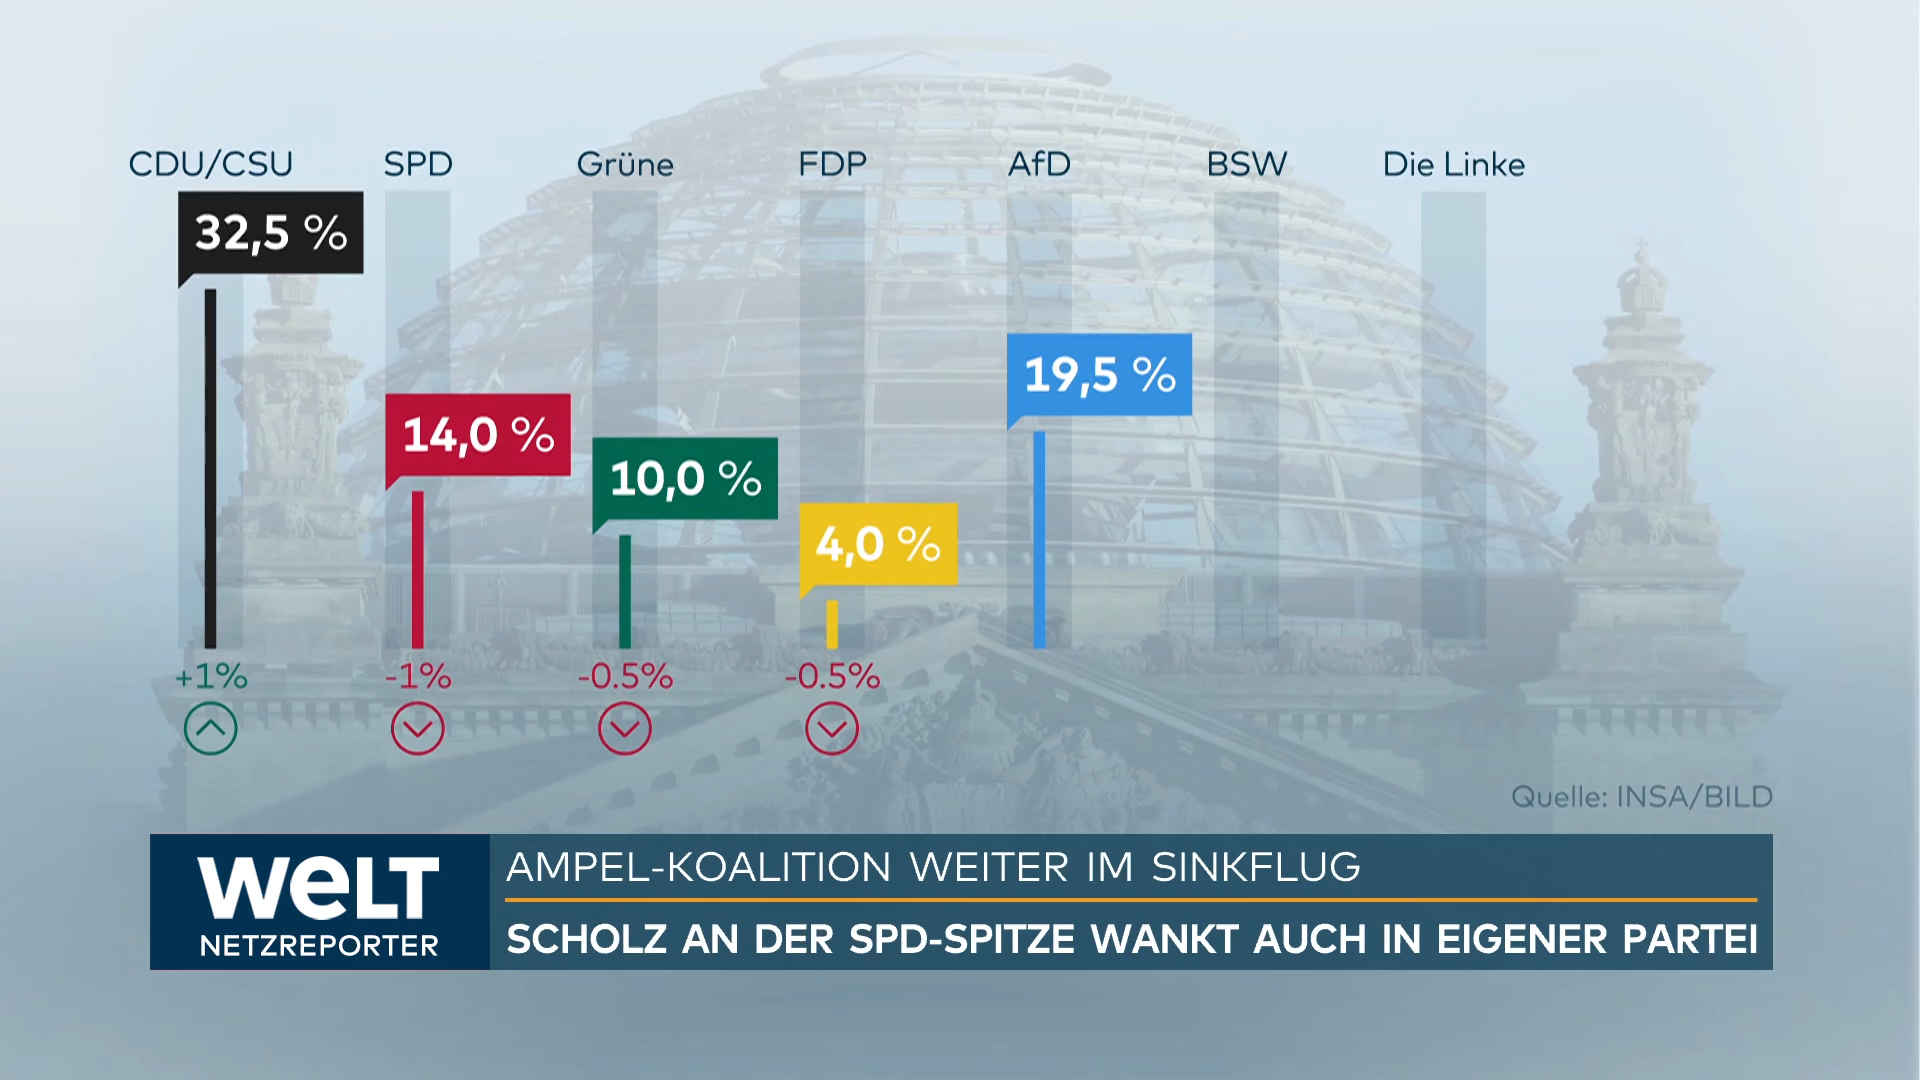 CDU/CSU SPD Grüne FDP AfD BSW Die Linke
32,5 %
19,5 %
14,0 %
10,0 %
4,0 %
+1% -1% -0.5% -0.5%
Quelle: INSA/BILD
WELT
NETZREPORTER
AMPEL-KOALITION WEITER IM SINKFLUG
SCHOLZ AN DER SPD-SPITZE WANKT AUCH IN EIGENER PARTEI